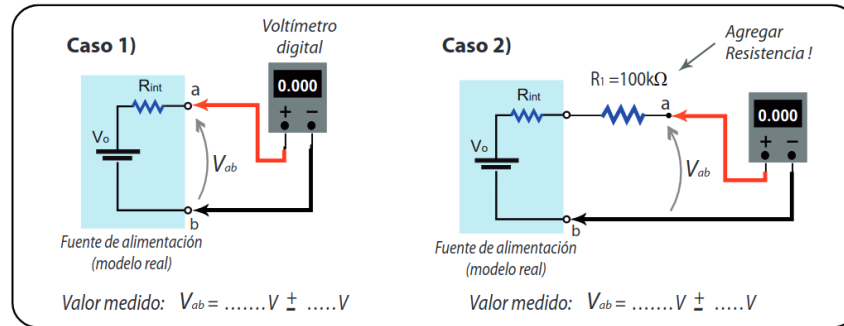 Caso 1)
Voltímetro
digital
0.000
+ −
Rint
a
Vo
Vab
b
Fuente de alimentación
(modelo real)
Valor medido: Vab = .......V ± .....V
Caso 2)
Agregar
Resistencia !
R1 =100kΩ
0.000
+ −
Rint
a
Vo
Vab
b
Fuente de alimentación
(modelo real)
Valor medido: Vab = .......V ± .....V